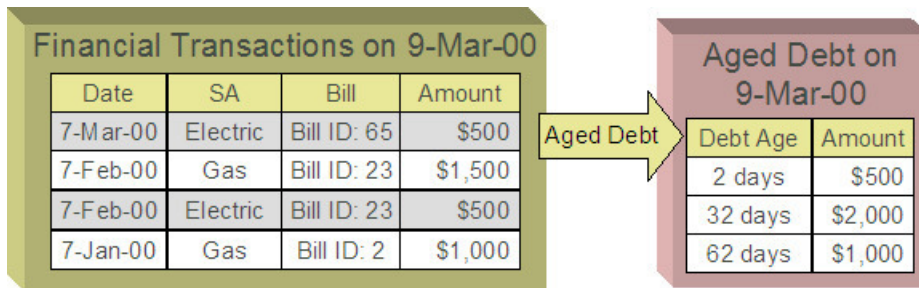 Financial Transactions on 9-Mar-00
Date SA Bill Amount
7-Mar-00 Electric Bill ID: 65 $500
7-Feb-00 Gas Bill ID: 23 $1,500
7-Feb-00 Electric Bill ID: 23 $500
7-Jan-00 Gas Bill ID: 2 $1,000
Aged Debt
Aged Debt on
9-Mar-00
Debt Age Amount
2 days $500
32 days $2,000
62 days $1,000